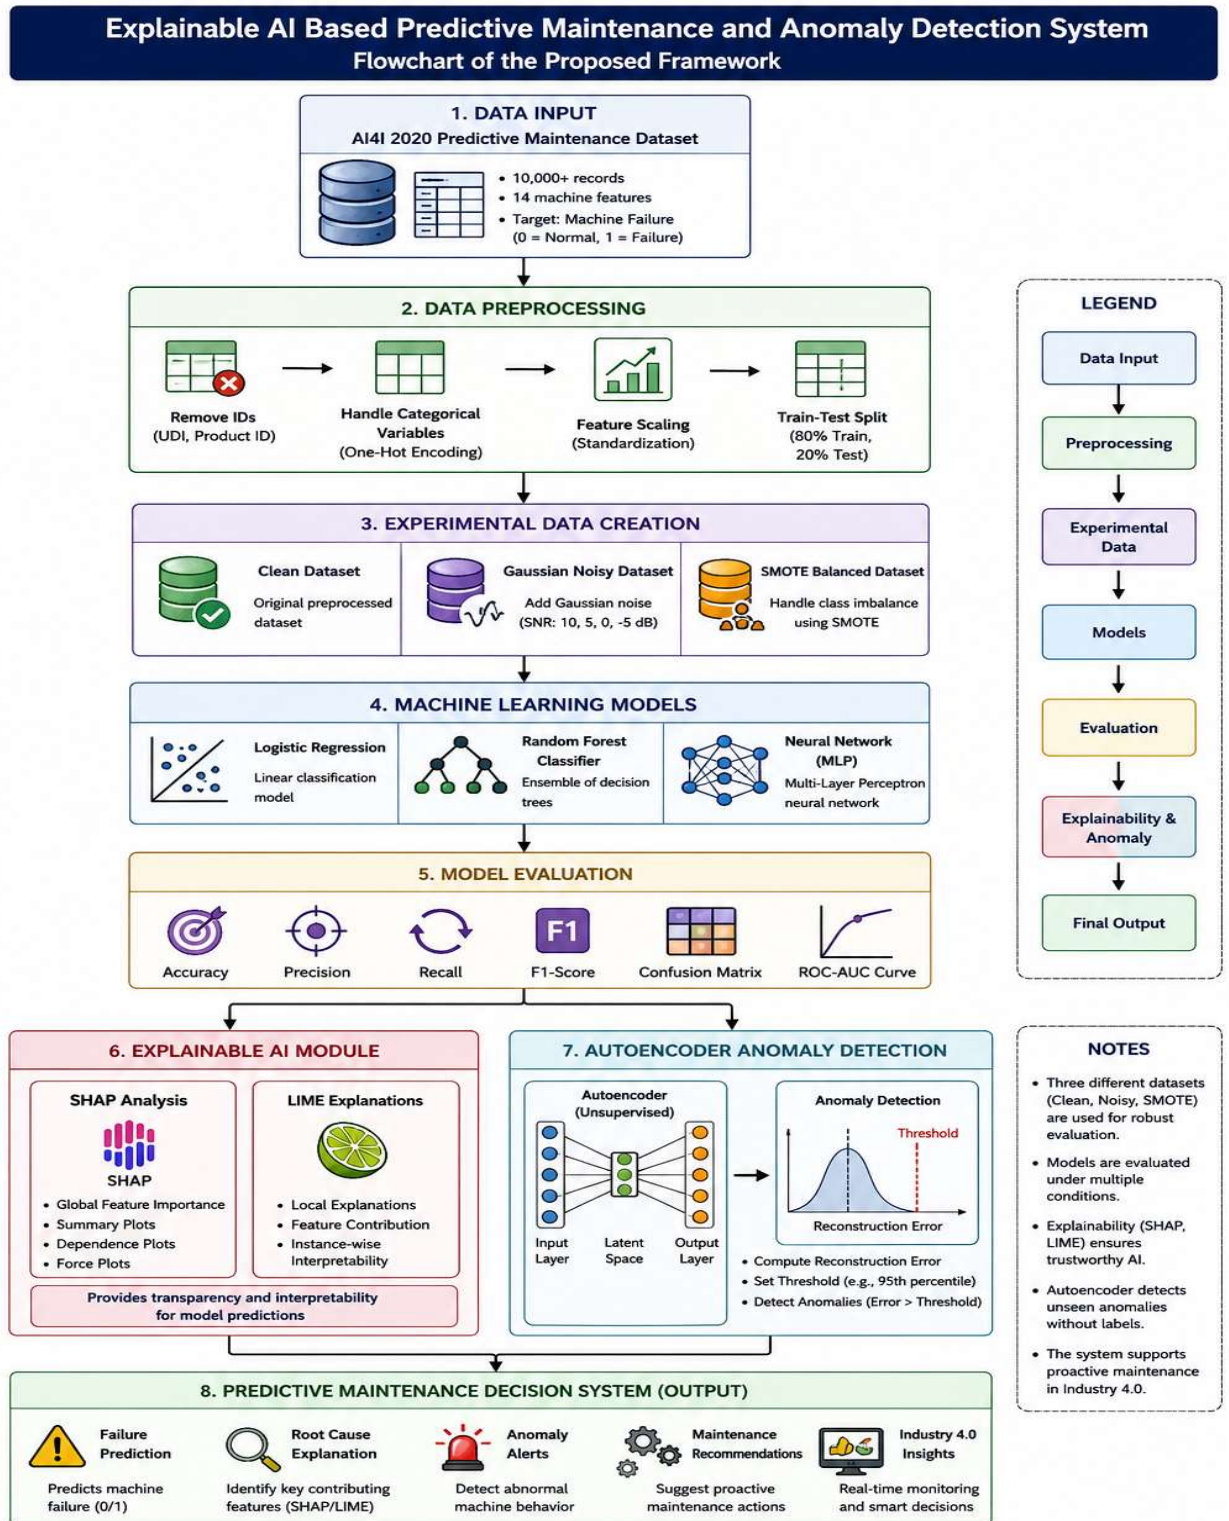 Explainable AI Based Predictive Maintenance and Anomaly Detection System
Flowchart of the Proposed Framework
1. DATA INPUT
AI4I 2020 Predictive Maintenance Dataset
• 10,000+ records
• 14 machine features
• Target: Machine Failure
(0 = Normal, 1 = Failure)
2. DATA PREPROCESSING
Remove IDs
(UDI, Product ID)
Handle Categorical
Variables
(One-Hot Encoding)
Feature Scaling
(Standardization)
Train-Test Split
(80% Train,
20% Test)
3. EXPERIMENTAL DATA CREATION
Clean Dataset
Original preprocessed
dataset
Gaussian Noisy Dataset
Add Gaussian noise
(SNR: 10, 5, 0, -5 dB)
SMOTE Balanced Dataset
Handle class imbalance
using SMOTE
4. MACHINE LEARNING MODELS
Logistic Regression
Linear classification
model
Random Forest
Classifier
Ensemble of decision
trees
Neural Network
(MLP)
Multi-Layer Perceptron
neural network
5. MODEL EVALUATION
Accuracy
Precision
Recall
F1
F1-Score
Confusion Matrix
ROC-AUC Curve
6. EXPLAINABLE AI MODULE
SHAP Analysis
SHAP
• Global Feature Importance
• Summary Plots
• Dependence Plots
• Force Plots
LIME Explanations
• Local Explanations
• Feature Contribution
• Instance-wise
Interpretability
Provides transparency and interpretability
for model predictions
7. AUTOENCODER ANOMALY DETECTION
Autoencoder
(Unsupervised)
Input
Layer
Latent
Space
Output
Layer
Anomaly Detection
Threshold
Reconstruction Error
• Compute Reconstruction Error
• Set Threshold (e.g., 95th percentile)
• Detect Anomalies (Error > Threshold)
8. PREDICTIVE MAINTENANCE DECISION SYSTEM (OUTPUT)
Failure
Prediction
Predicts machine
failure (0/1)
Root Cause
Explanation
Identify key contributing
features (SHAP/LIME)
Anomaly
Alerts
Detect abnormal
machine behavior
Maintenance
Recommendations
Suggest proactive
maintenance actions
Industry 4.0
Insights
Real-time monitoring
and smart decisions
LEGEND
Data Input
Preprocessing
Experimental
Data
Models
Evaluation
Explainability &
Anomaly
Final Output
NOTES
• Three different datasets
(Clean, Noisy, SMOTE)
are used for robust
evaluation.
• Models are evaluated
under multiple
conditions.
• Explainability (SHAP,
LIME) ensures
trustworthy AI.
• Autoencoder detects
unseen anomalies
without labels.
• The system supports
proactive maintenance
in Industry 4.0.